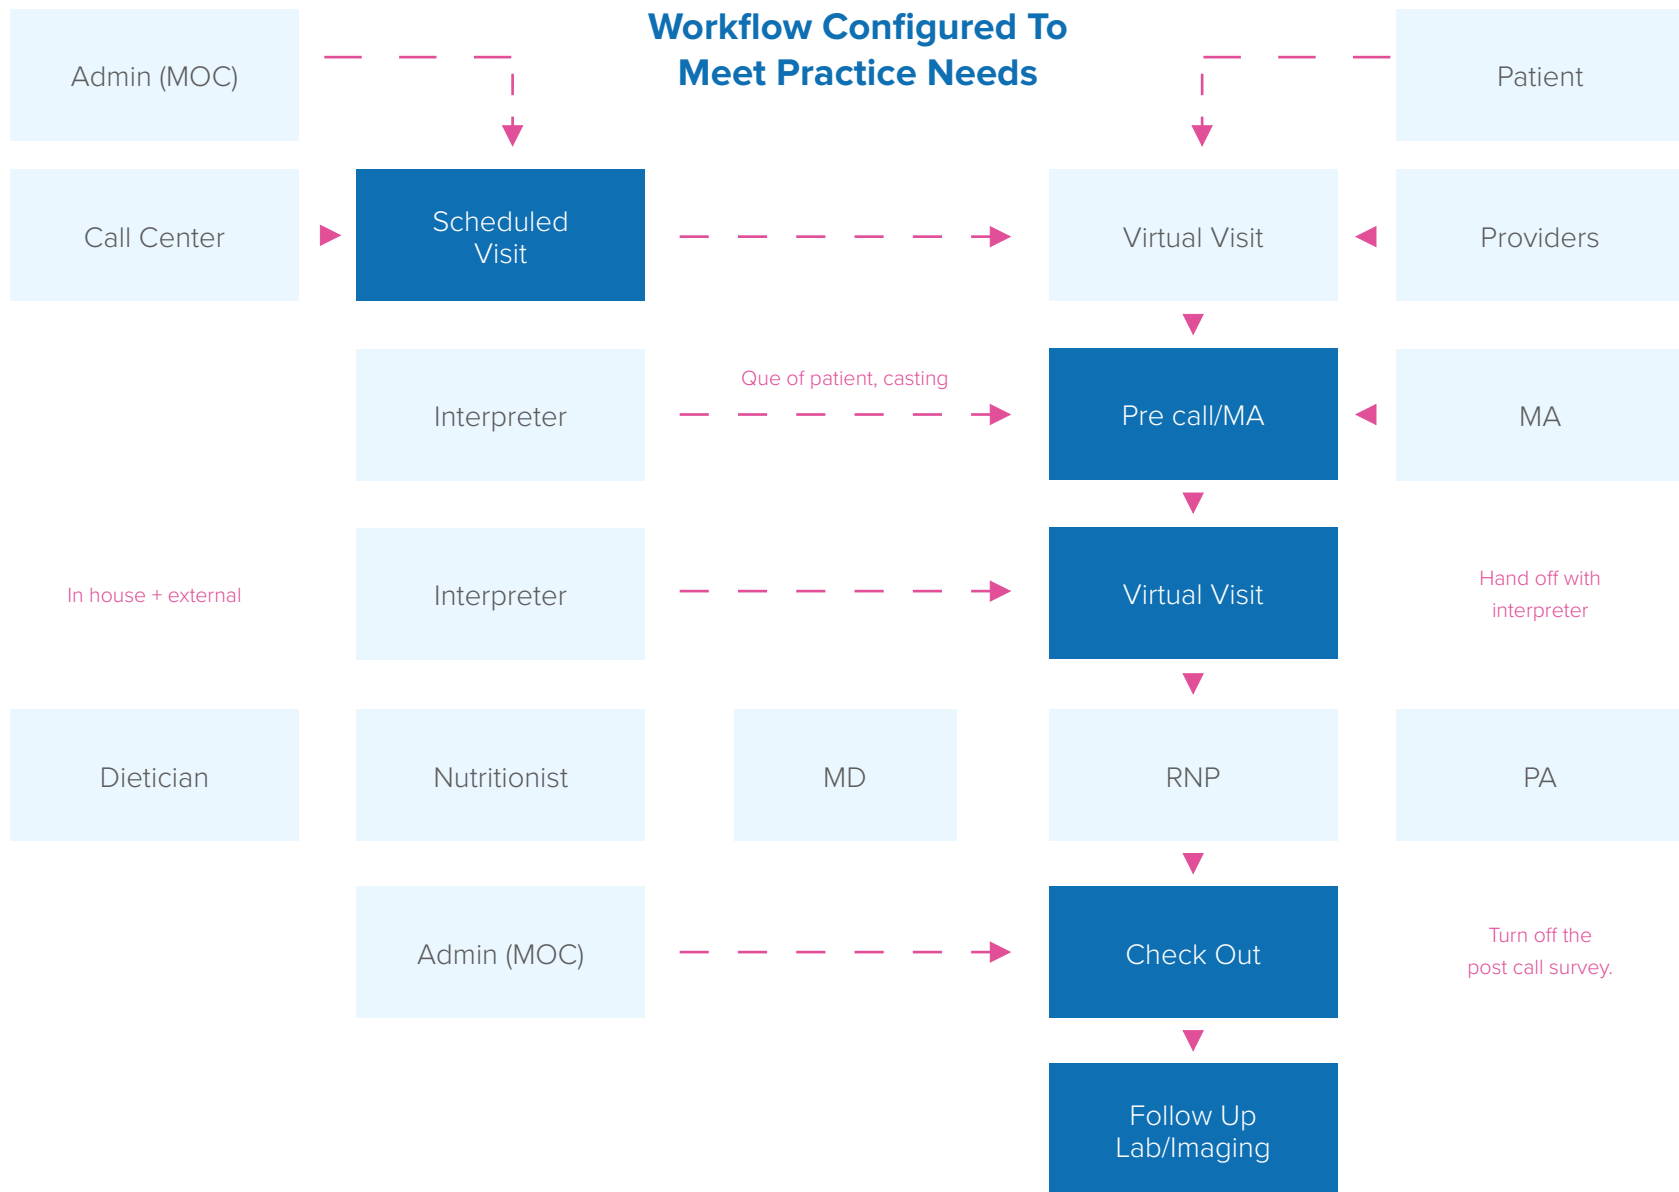 Workflow Configured To
Meet Practice Needs
Admin (MOC)
Patient
Call Center
Scheduled
Visit
Virtual Visit
Providers
Interpreter
Que of patient, casting
Pre call/MA
MA
In house + external
Interpreter
Virtual Visit
Hand off with
interpreter
Dietician
Nutritionist
MD
RNP
PA
Admin (MOC)
Check Out
Turn off the
post call survey.
Follow Up
Lab/Imaging